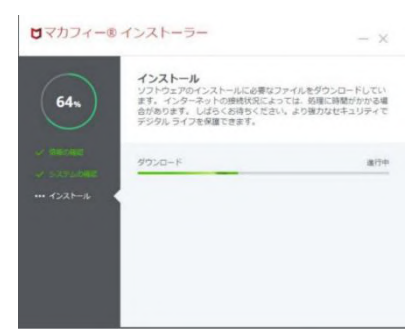 マカフィー® インストーラー
インストール
ソフトウェアのインストールに必要なファイルをダウンロードしてい
ます。インターネットの接続状況によっては、処理に時間がかかる場
合があります。しばらくお待ちください。より強力なセキュリティで
デジタル ライフを保護できます。
64%
ダウンロード 進行中
システムの確認
••• インストール